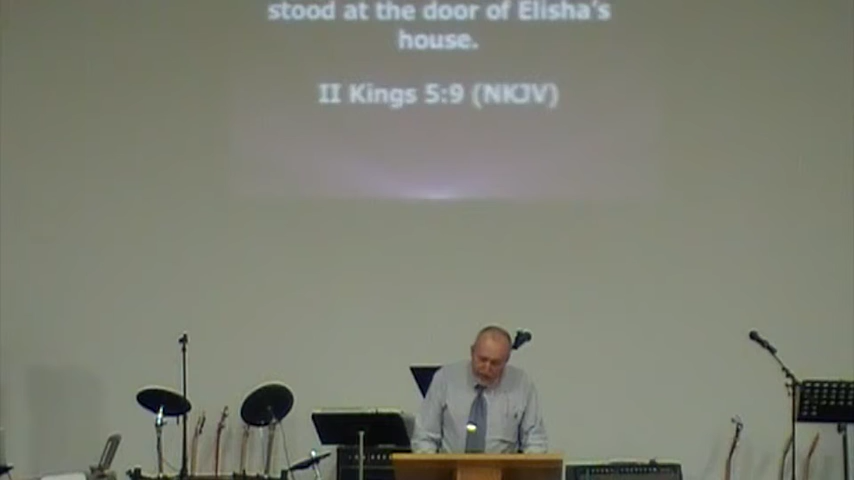 stood at the door of Elisha's
house.
II Kings 5:9 (NKJV)